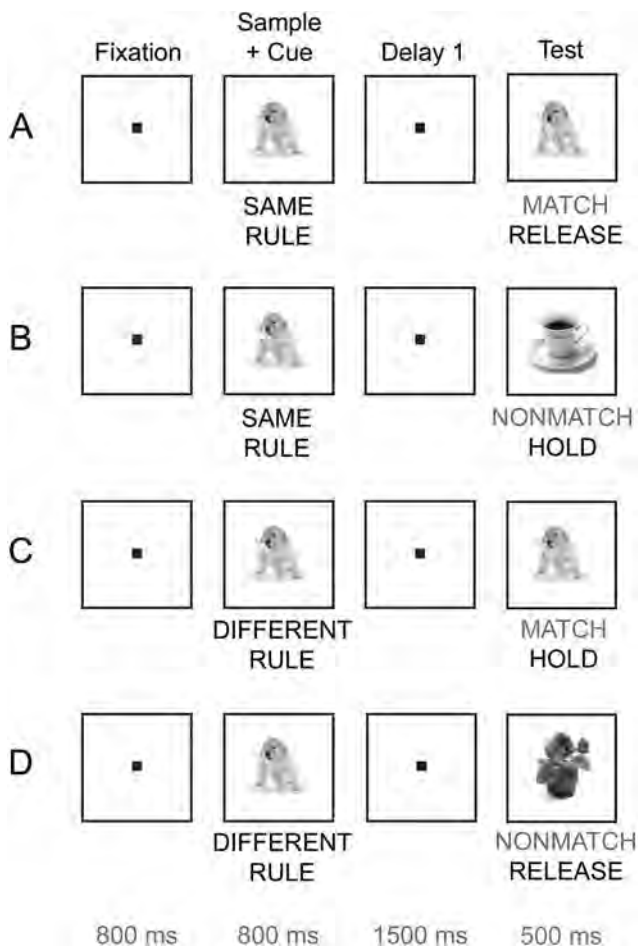 Fixation
Sample
+ Cue
Delay 1
Test
A
SAME
RULE
MATCH
RELEASE
B
SAME
RULE
NONMATCH
HOLD
C
DIFFERENT
RULE
MATCH
HOLD
D
DIFFERENT
RULE
NONMATCH
RELEASE
800 ms
800 ms
1500 ms
500 ms